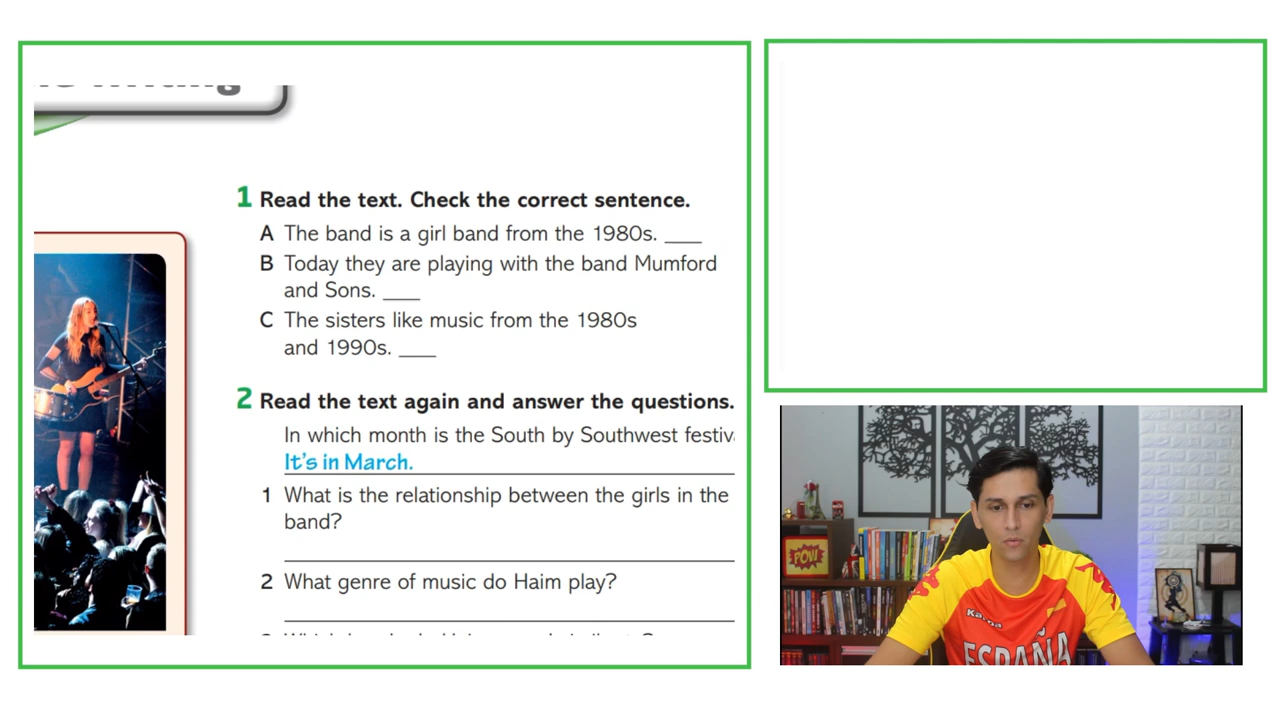 1 Read the text. Check the correct sentence.
A The band is a girl band from the 1980s. ____
B Today they are playing with the band Mumford
and Sons. ____
C The sisters like music from the 1980s
and 1990s. ____
2 Read the text again and answer the questions.
In which month is the South by Southwest festiv
It's in March.
1 What is the relationship between the girls in the
band?
2 What genre of music do Haim play?
POW!
Kappa
ESPAÑA